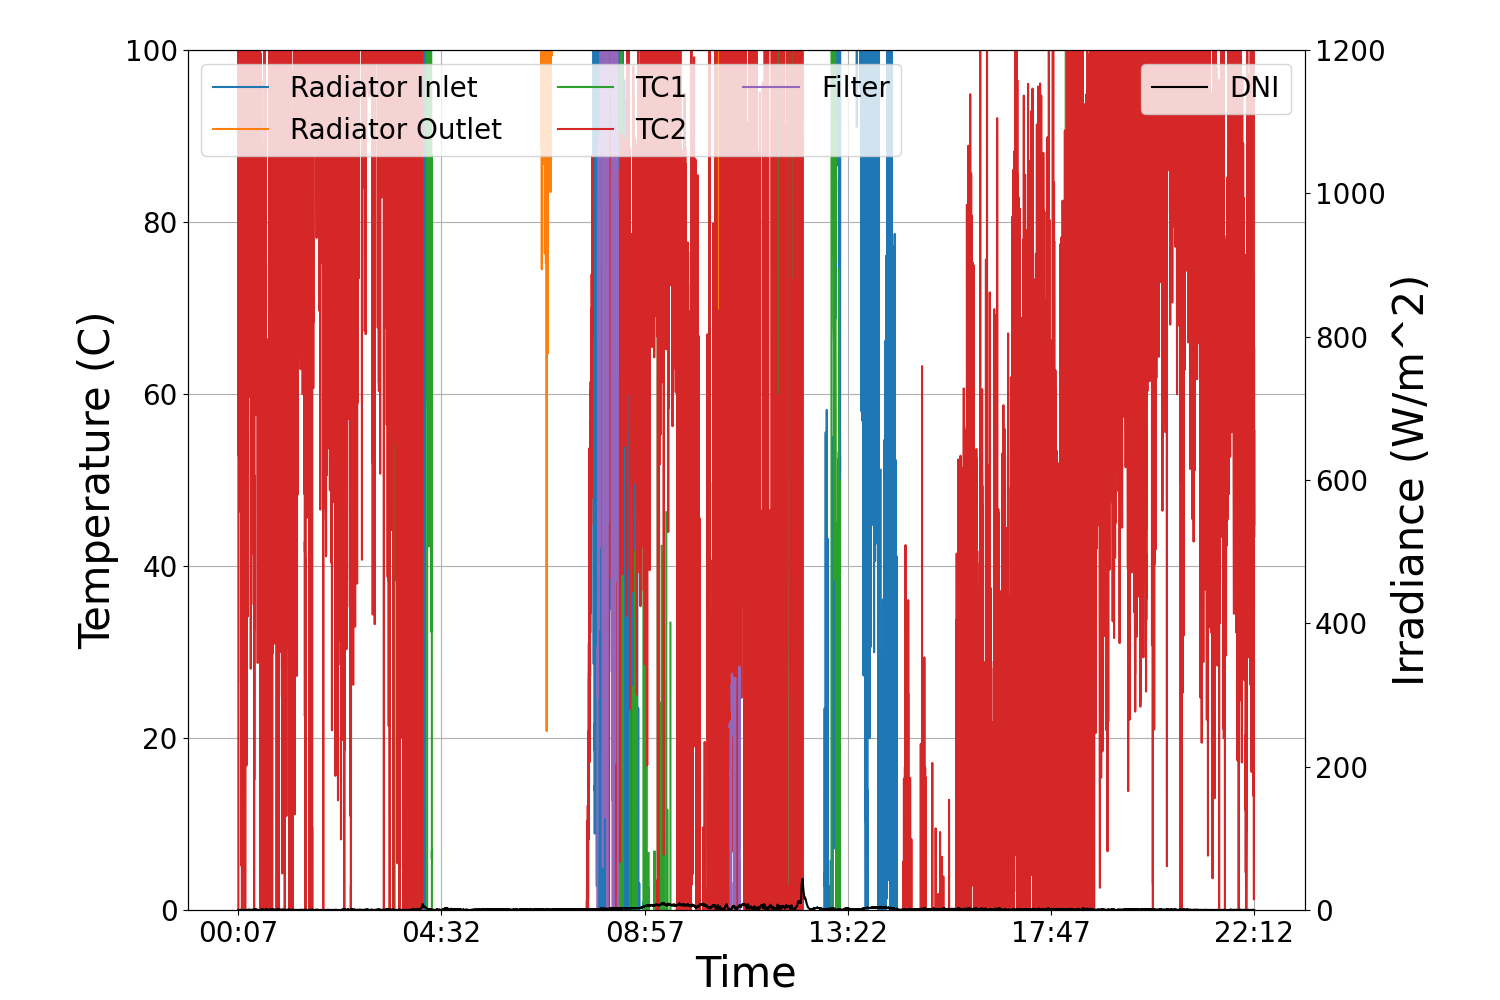 100
80
60
40
20
0
Temperature (C)
Radiator Inlet
Radiator Outlet
TC1
TC2
Filter
DNI
1200
1000
800
600
400
200
0
Irradiance (W/m^2)
00:07
04:32
08:57
13:22
17:47
22:12
Time